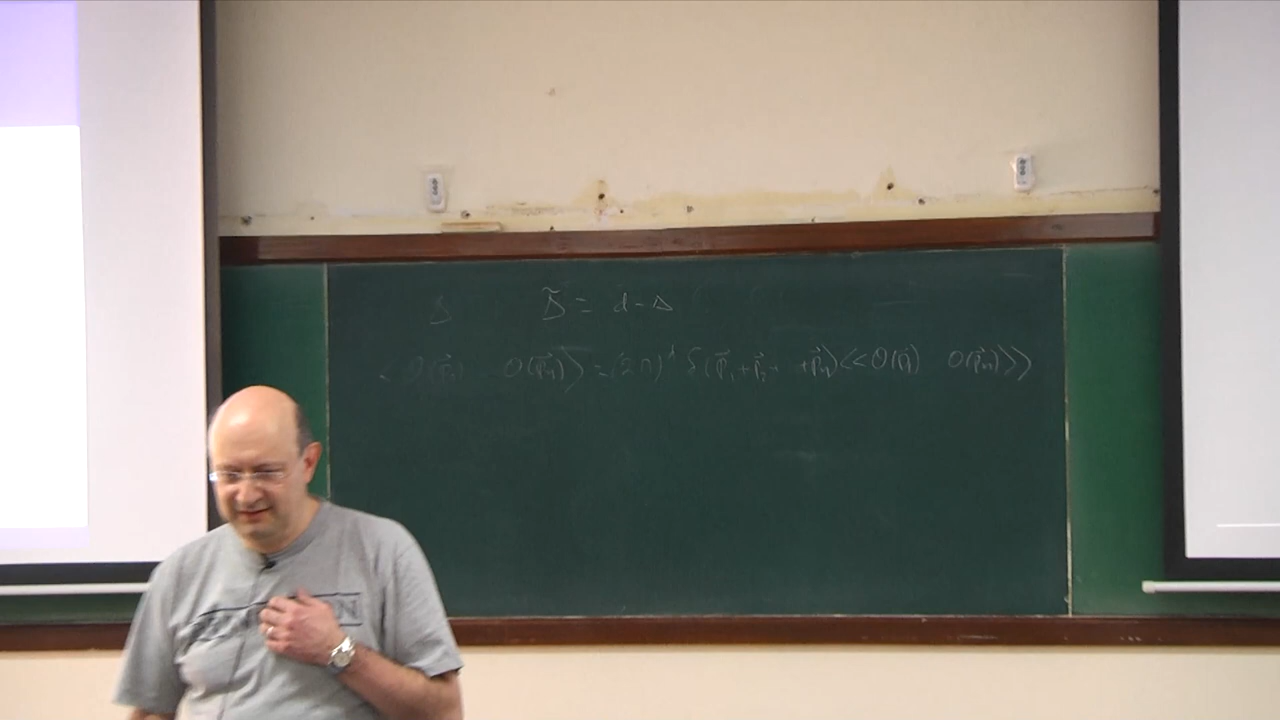 Δ Δ̃ = d - Δ
< O(p⃗₁) O(p⃗ₙ) > = (2π)ᵈ δ(p⃗₁ + p⃗₂ + + p⃗ₙ) << O(p⃗₁) O(p⃗ₙ) >>